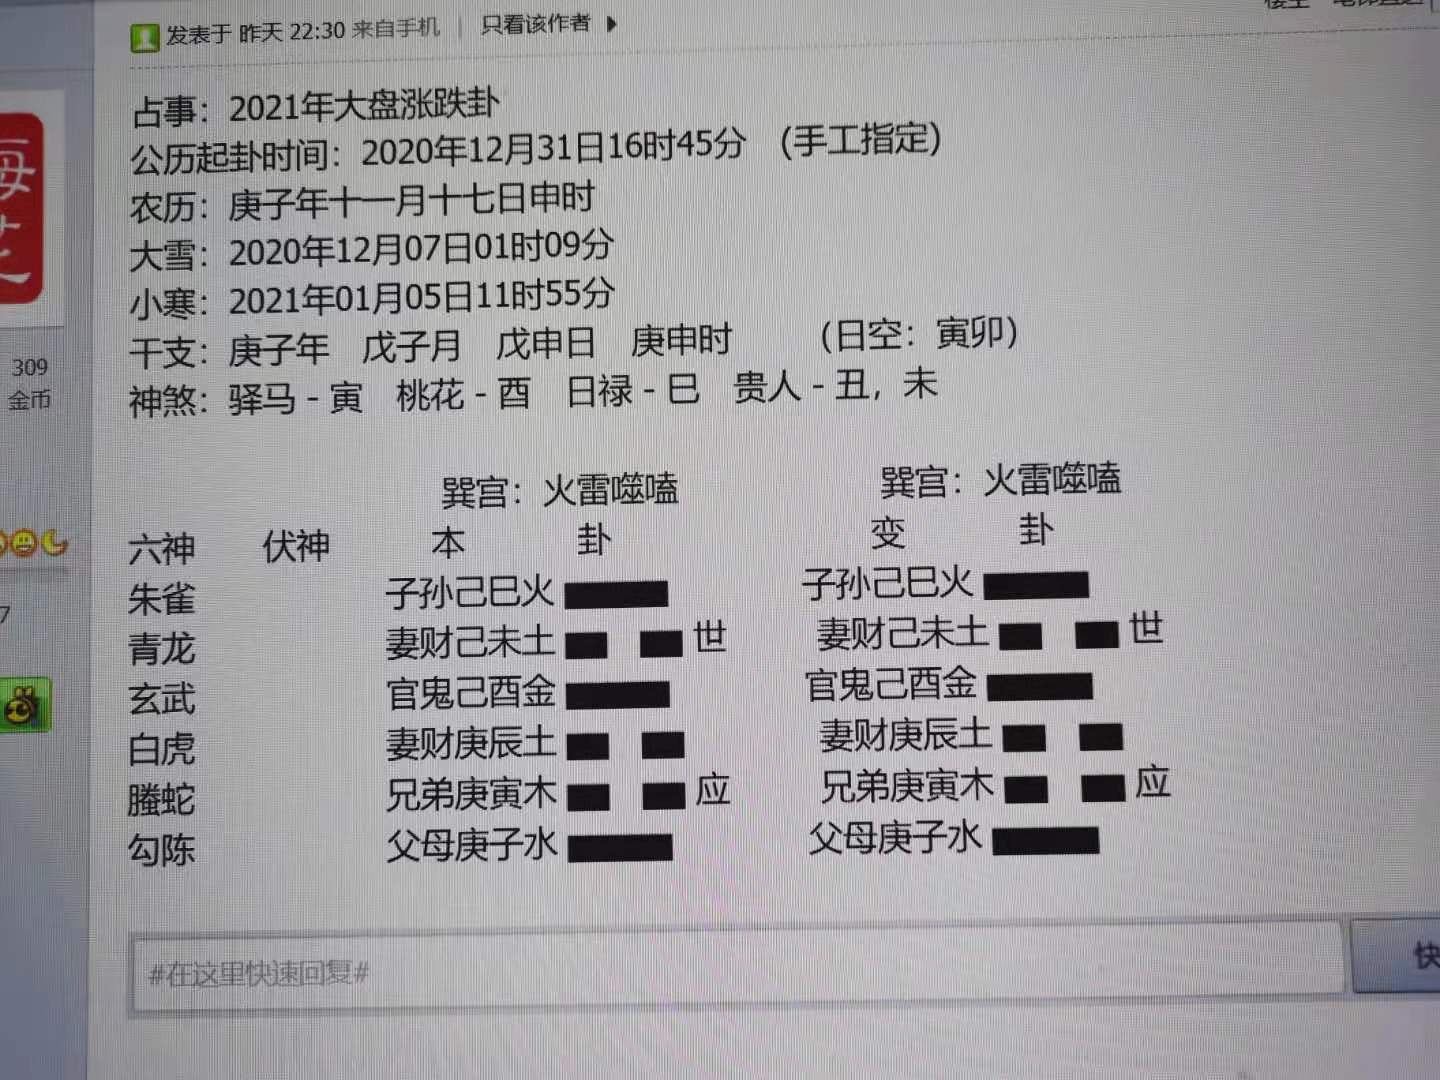 发表于 昨天 22:30 来自手机 | 只看该作者
占事：2021年大盘涨跌卦
公历起卦时间：2020年12月31日16时45分 （手工指定）
农历：庚子年十一月十七日申时
大雪：2020年12月07日01时09分
小寒：2021年01月05日11时55分
干支：庚子年 戊子月 戊申日 庚申时 （日空：寅卯）
神煞：驿马－寅 桃花－酉 日禄－巳 贵人－丑，未
309
金币
7
巽宫：火雷噬嗑 巽宫：火雷噬嗑
六神 伏神 本 卦 变 卦
朱雀 子孙己巳火 子孙己巳火
青龙 妻财己未土 世 妻财己未土 世
玄武 官鬼己酉金 官鬼己酉金
白虎 妻财庚辰土 妻财庚辰土
螣蛇 兄弟庚寅木 应 兄弟庚寅木 应
勾陈 父母庚子水 父母庚子水
#在这里快速回复#
快